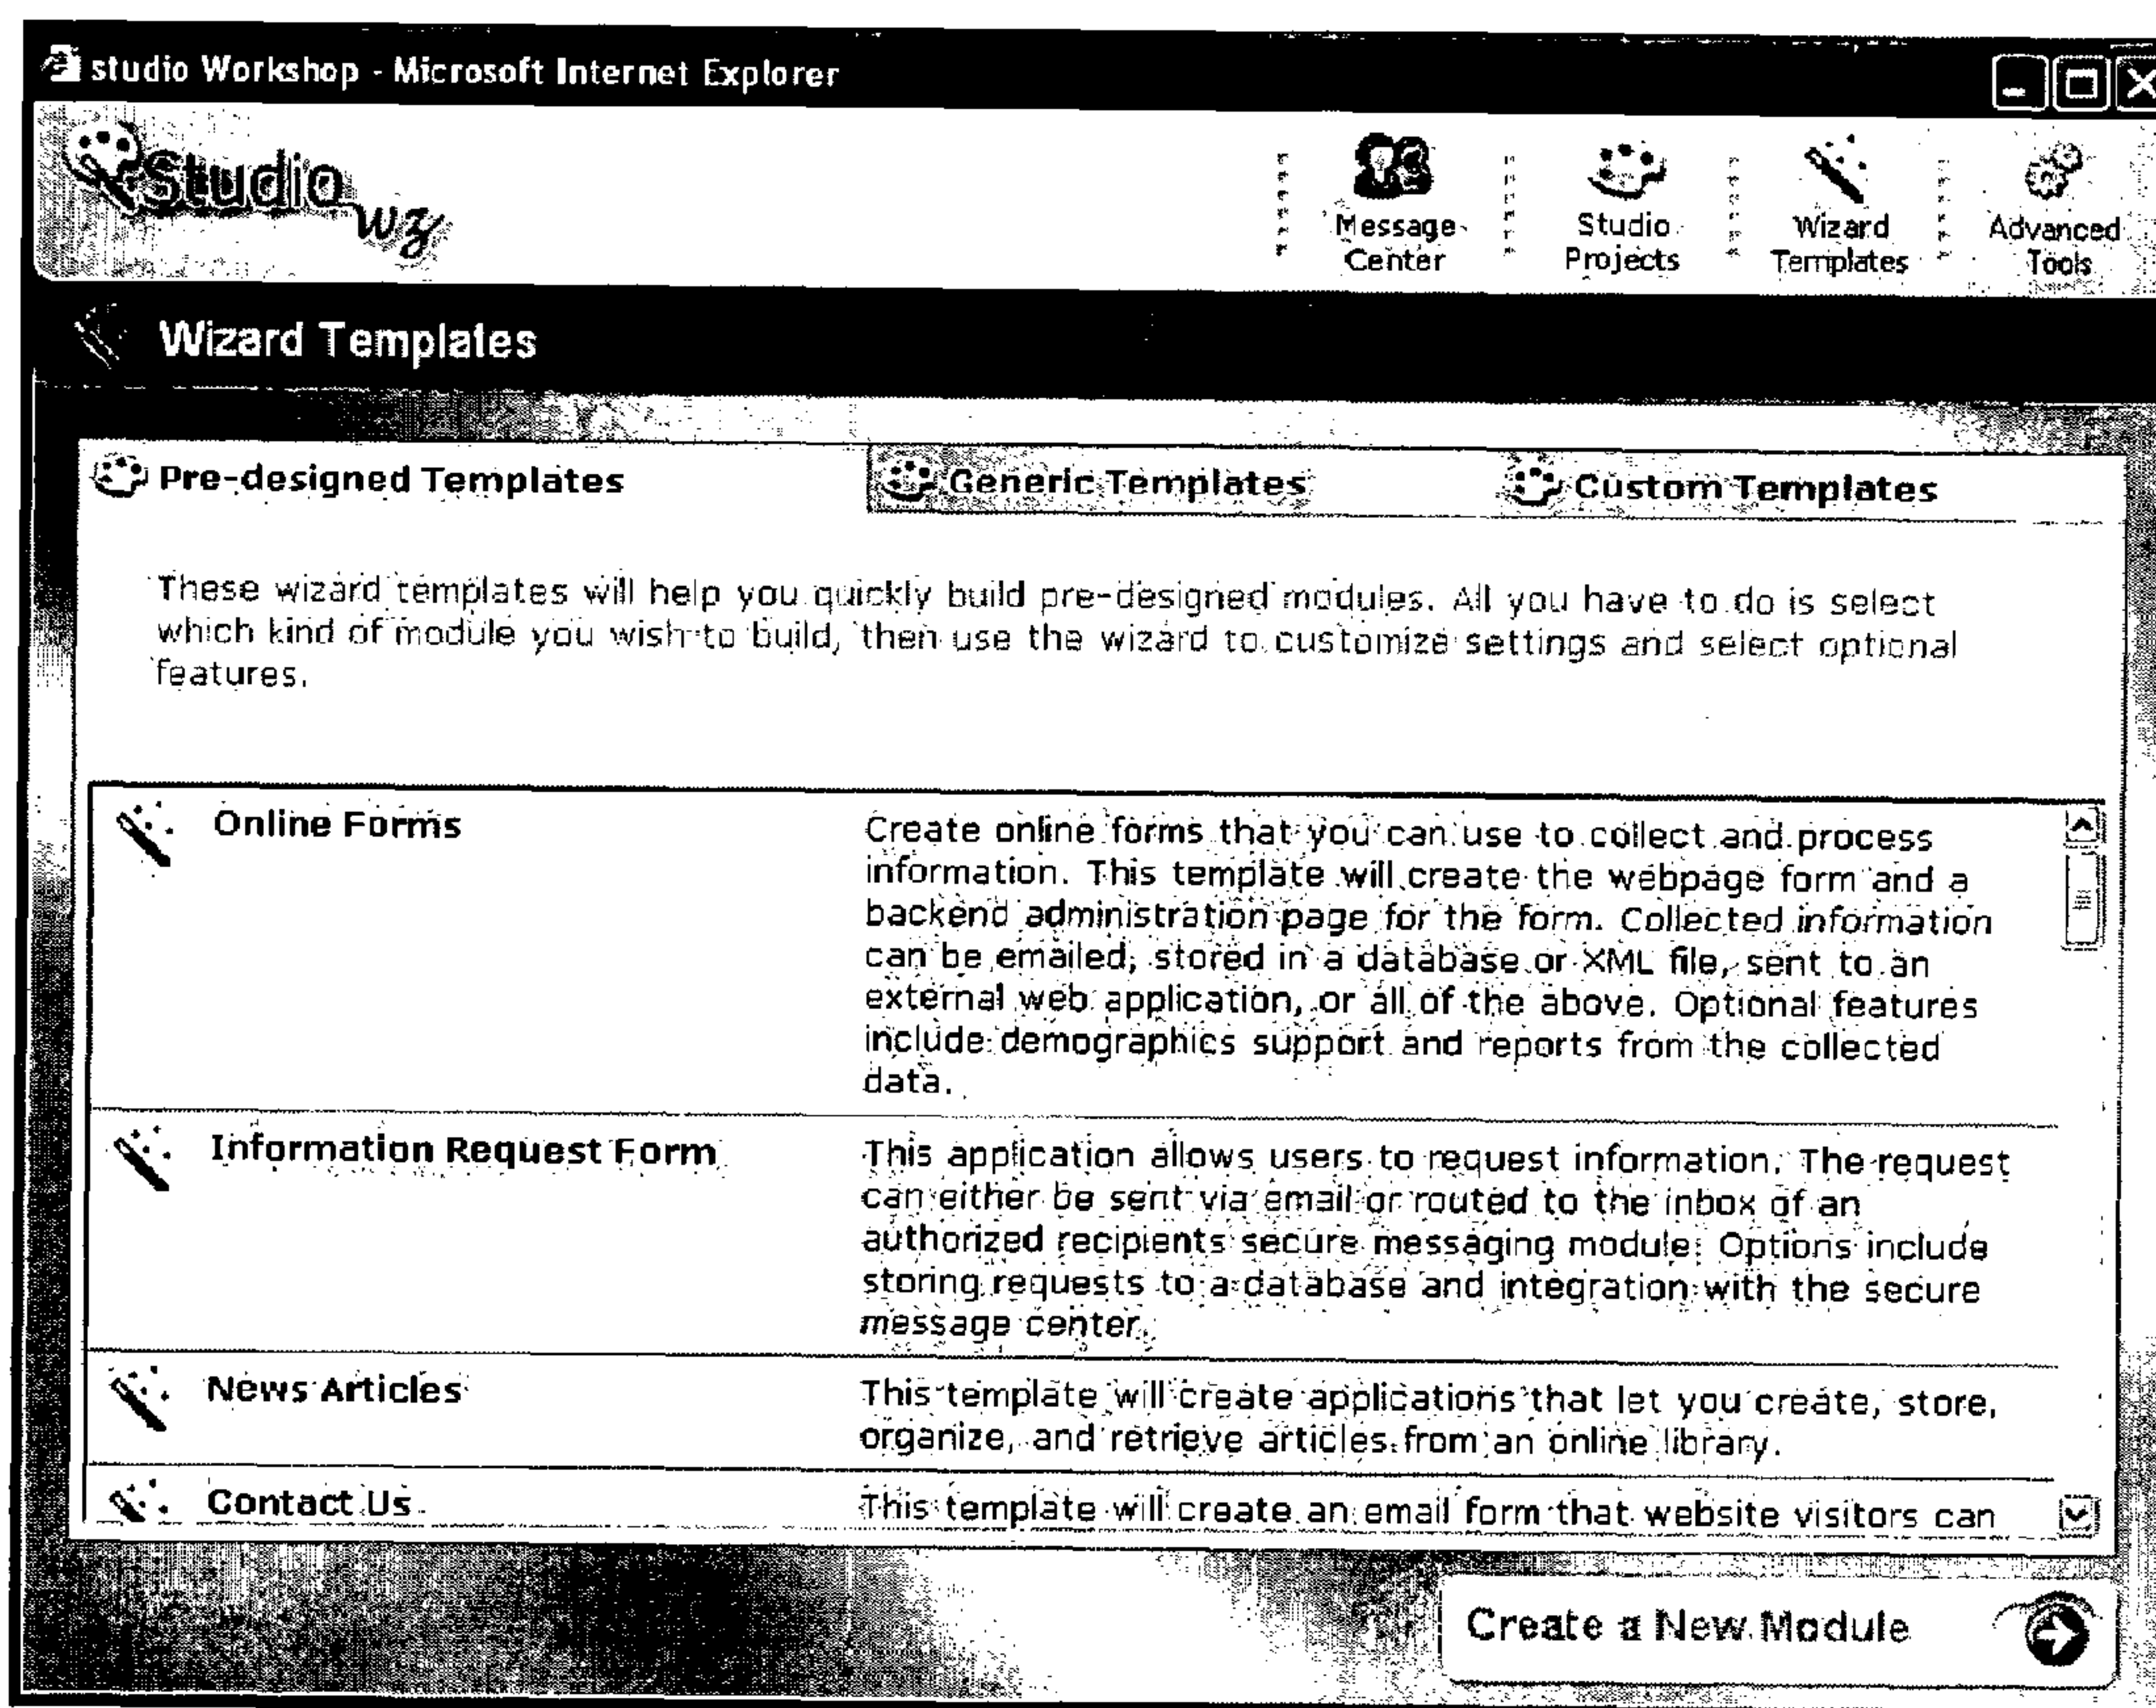 studio Workshop - Microsoft Internet Explorer
Studio
wz
Message
Center
Studio
Projects
Wizard
Templates
Advanced
Tools
Wizard Templates
Pre-designed Templates
Generic Templates
Custom Templates
These wizard templates will help you quickly build pre-designed modules. All you have to do is select
which kind of module you wish to build, then use the wizard to customize settings and select optional
features.
Online Forms
Create online forms that you can use to collect and process
information. This template will create the webpage form and a
backend administration page for the form. Collected information
can be emailed, stored in a database or XML file, sent to an
external web application, or all of the above. Optional features
include demographics support and reports from the collected
data.
Information Request Form
This application allows users to request information. The request
can either be sent via email or routed to the inbox of an
authorized recipients secure messaging module. Options include
storing requests to a database and integration with the secure
message center.
News Articles
This template will create applications that let you create, store,
organize, and retrieve articles from an online library.
Contact Us
This template will create an email form that website visitors can
Create a New Module